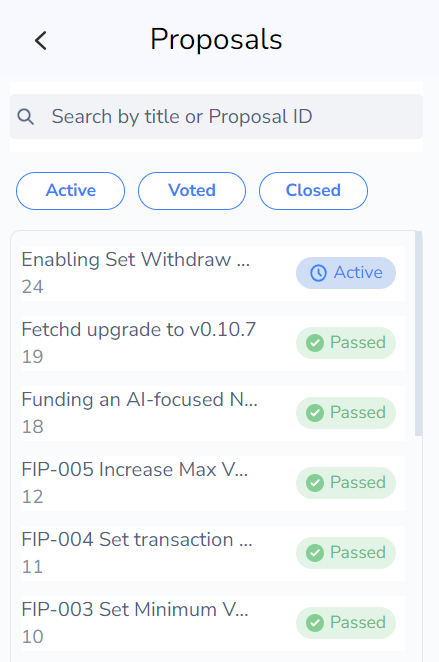 Proposals
Search by title or Proposal ID
Active Voted Closed
Enabling Set Withdraw ...
Active
24
Fetchd upgrade to v0.10.7
Passed
19
Funding an AI-focused N...
Passed
18
FIP-005 Increase Max V...
Passed
12
FIP-004 Set transaction ...
Passed
11
FIP-003 Set Minimum V...
Passed
10